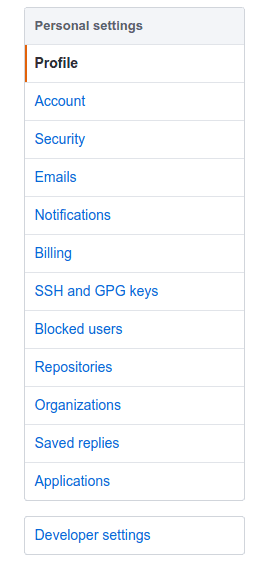 Personal settings
Profile
Account
Security
Emails
Notifications
Billing
SSH and GPG keys
Blocked users
Repositories
Organizations
Saved replies
Applications
Developer settings